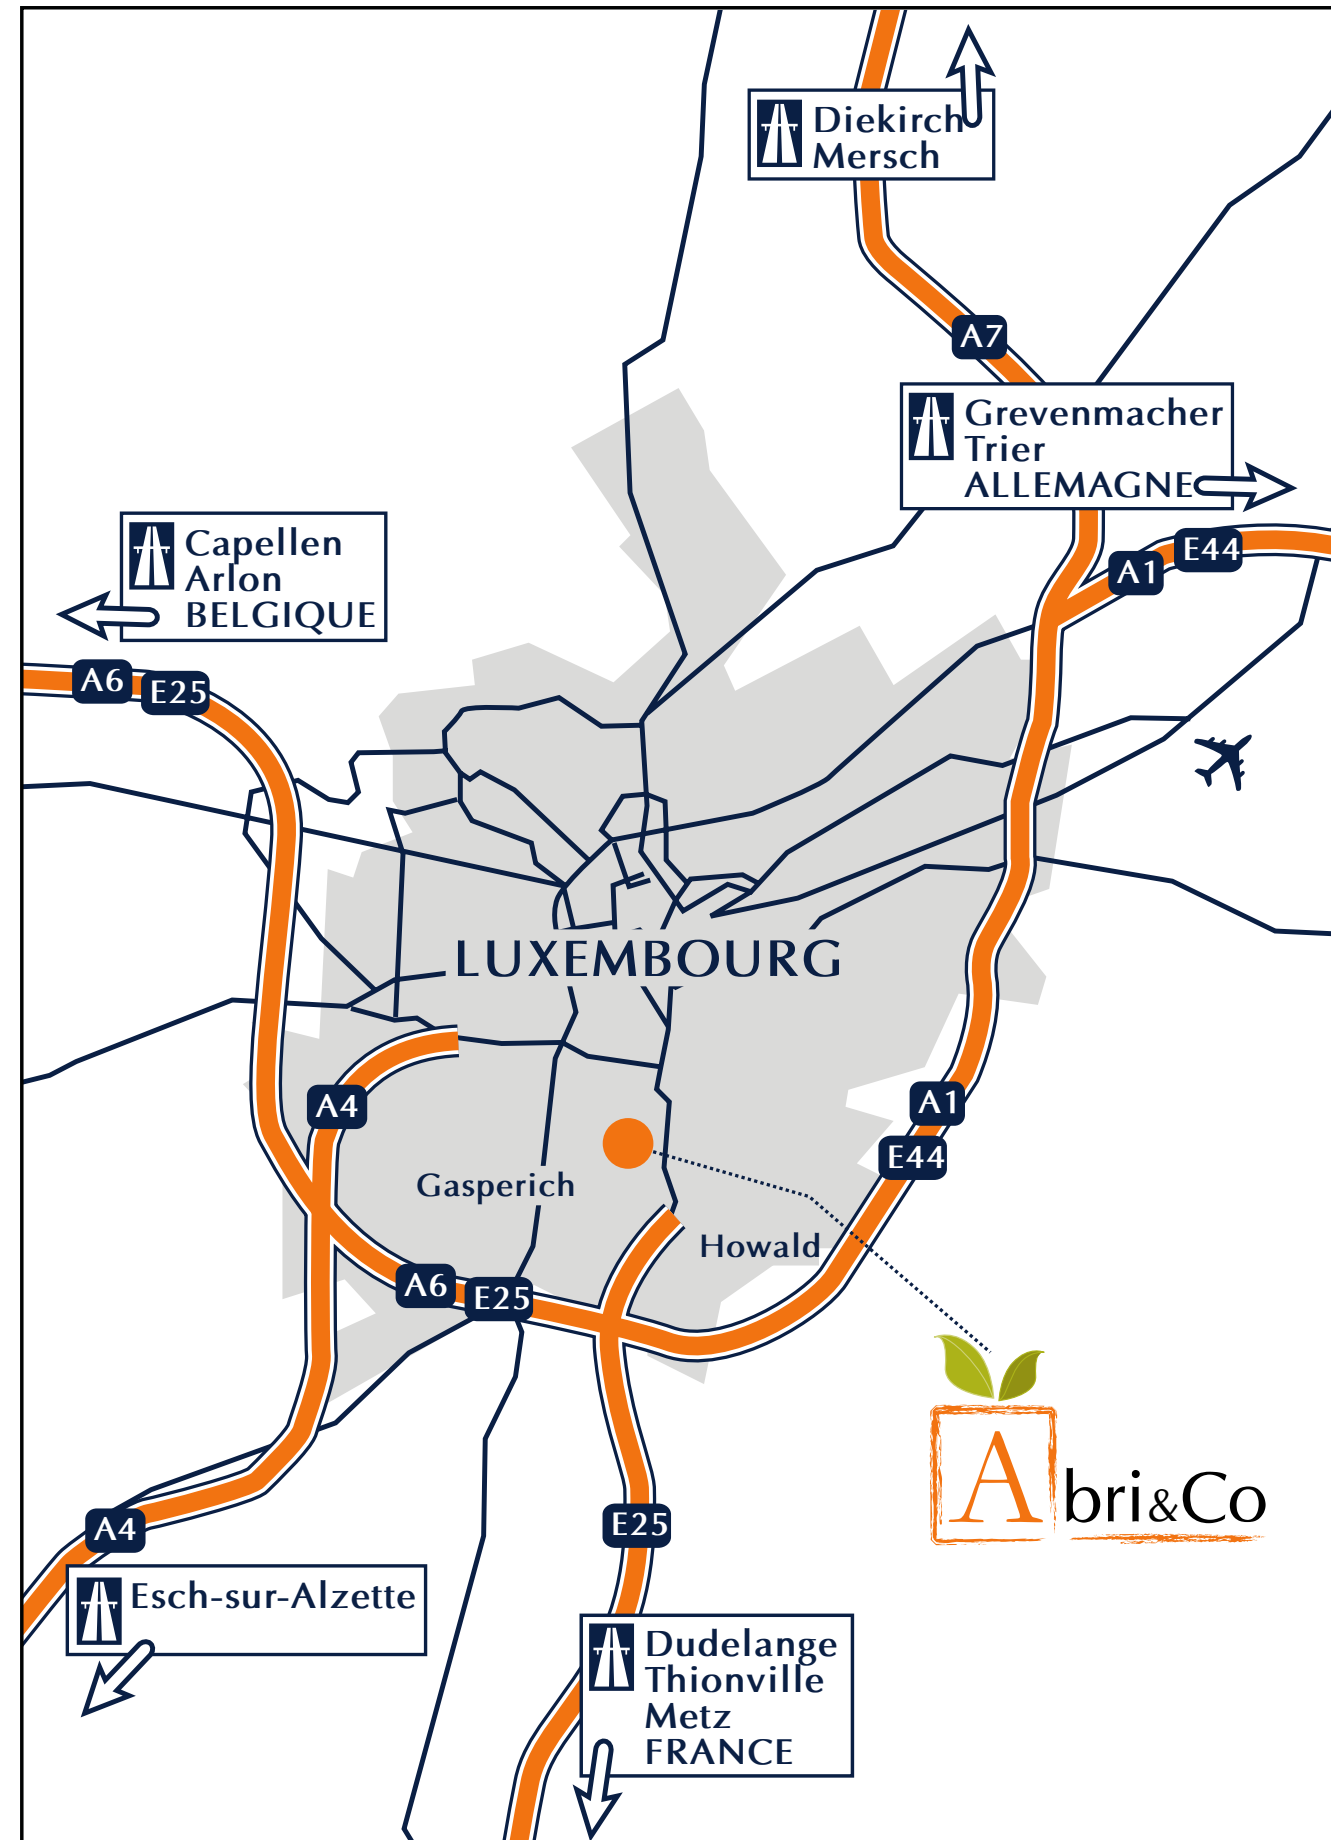 Diekirch
Mersch
A7
Grevenmacher
Trier
ALLEMAGNE
Capellen
Arlon
BELGIQUE
E44
A1
A6
E25
LUXEMBOURG
A4
A1
E44
Gasperich
Howald
A6
E25
Abri&Co
A4
E25
Esch-sur-Alzette
Dudelange
Thionville
Metz
FRANCE